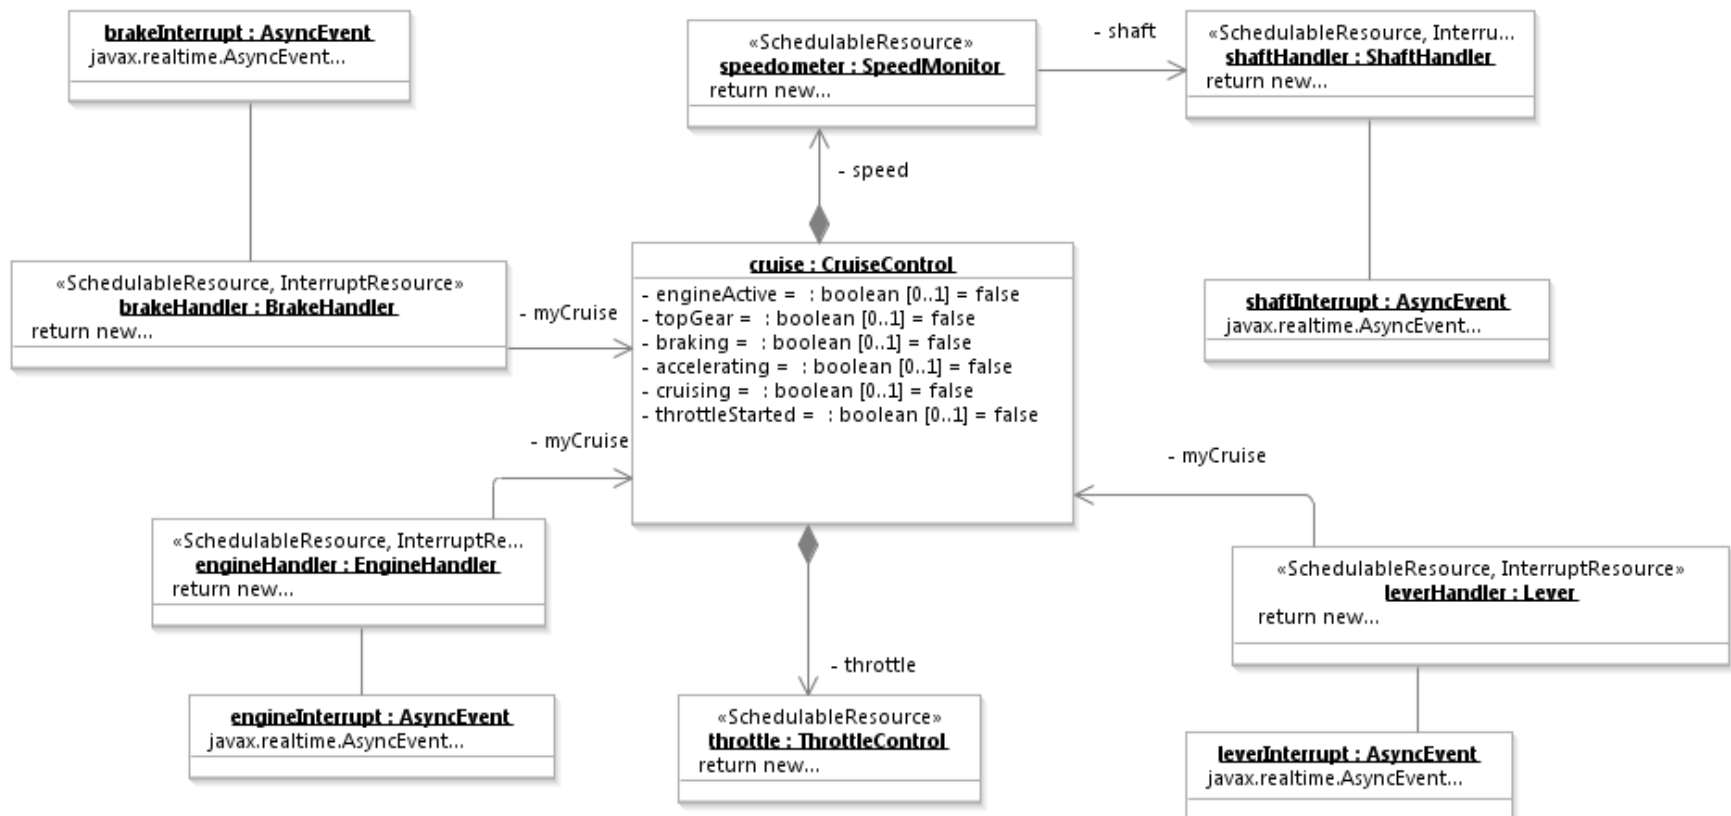 brakeInterrupt : AsyncEvent
javax.realtime.AsyncEvent...
«SchedulableResource»
speedometer : SpeedMonitor
return new...
- shaft
«SchedulableResource, Interru...
shaftHandler : ShaftHandler
return new...
- speed
«SchedulableResource, InterruptResource»
brakeHandler : BrakeHandler
return new...
- myCruise
cruise : CruiseControl
- engineActive =  : boolean [0..1] = false
- topGear =  : boolean [0..1] = false
- braking =  : boolean [0..1] = false
- accelerating =  : boolean [0..1] = false
- cruising =  : boolean [0..1] = false
- throttleStarted =  : boolean [0..1] = false
shaftInterrupt : AsyncEvent
javax.realtime.AsyncEvent...
- myCruise
- myCruise
«SchedulableResource, InterruptRe...
engineHandler : EngineHandler
return new...
«SchedulableResource, InterruptResource»
leverHandler : Lever
return new...
- throttle
engineInterrupt : AsyncEvent
javax.realtime.AsyncEvent...
«SchedulableResource»
throttle : ThrottleControl
return new...
leverInterrupt : AsyncEvent
javax.realtime.AsyncEvent...